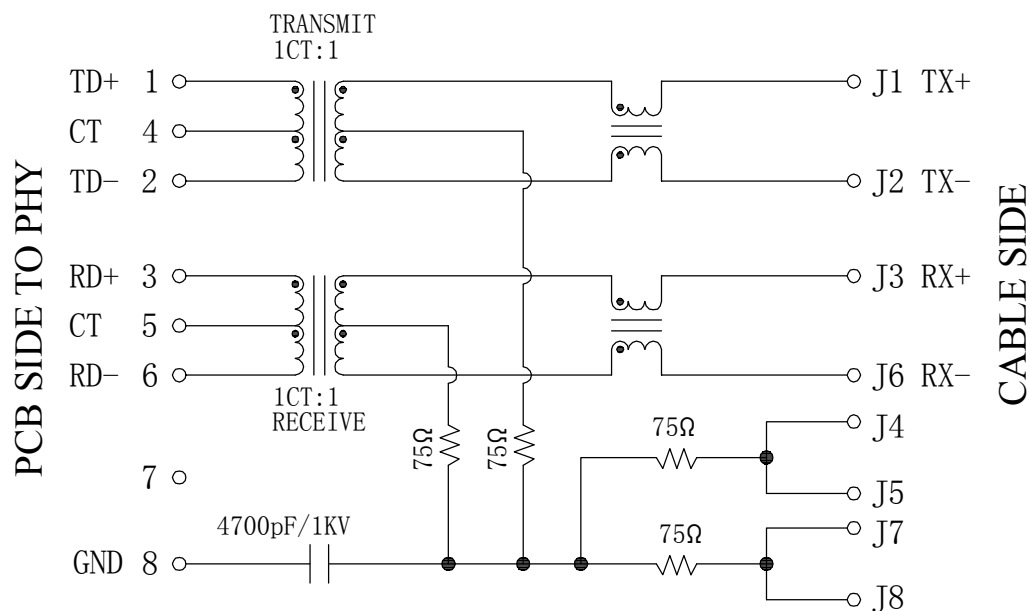 TRANSMIT
1CT:1
TD+ 1
CT 4
TD- 2
J1 TX+
J2 TX-
PCB SIDE TO PHY
CABLE SIDE
RD+ 3
CT 5
RD- 6
J3 RX+
J6 RX-
1CT:1
RECEIVE
75Ω
75Ω
75Ω
J4
J5
7
4700pF/1KV
GND 8
75Ω
J7
J8